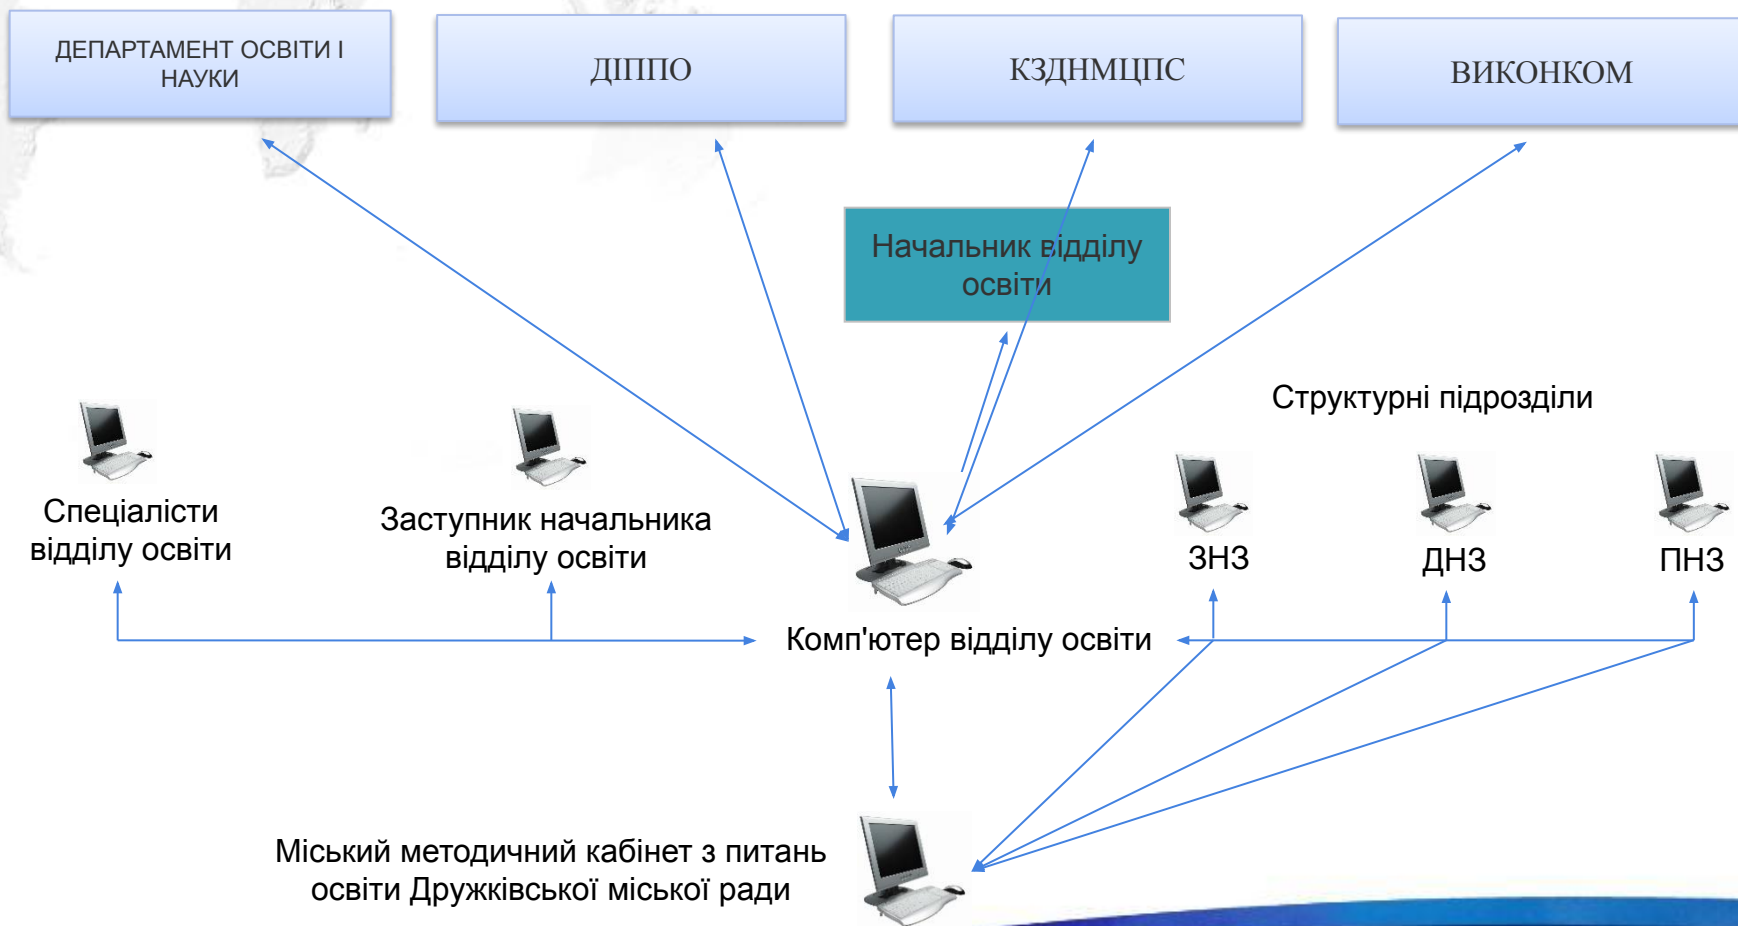 ДЕПАРТАМЕНТ ОСВІТИ І
НАУКИ
ДІППО
КЗДНМЦПС
ВИКОНКОМ
Начальник відділу
освіти
Структурні підрозділи
Спеціалісти
відділу освіти
Заступник начальника
відділу освіти
ЗНЗ
ДНЗ
ПНЗ
Комп'ютер відділу освіти
Міський методичний кабінет з питань
освіти Дружківської міської ради